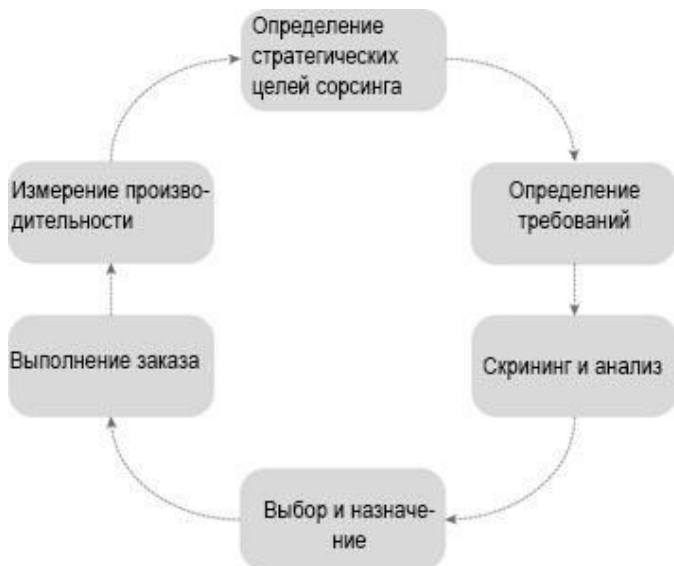 Определение
стратегических
целей сорсинга
Определение
требований
Скрининг и анализ
Выбор и назначе-
ние
Выполнение заказа
Измерение произво-
дительности